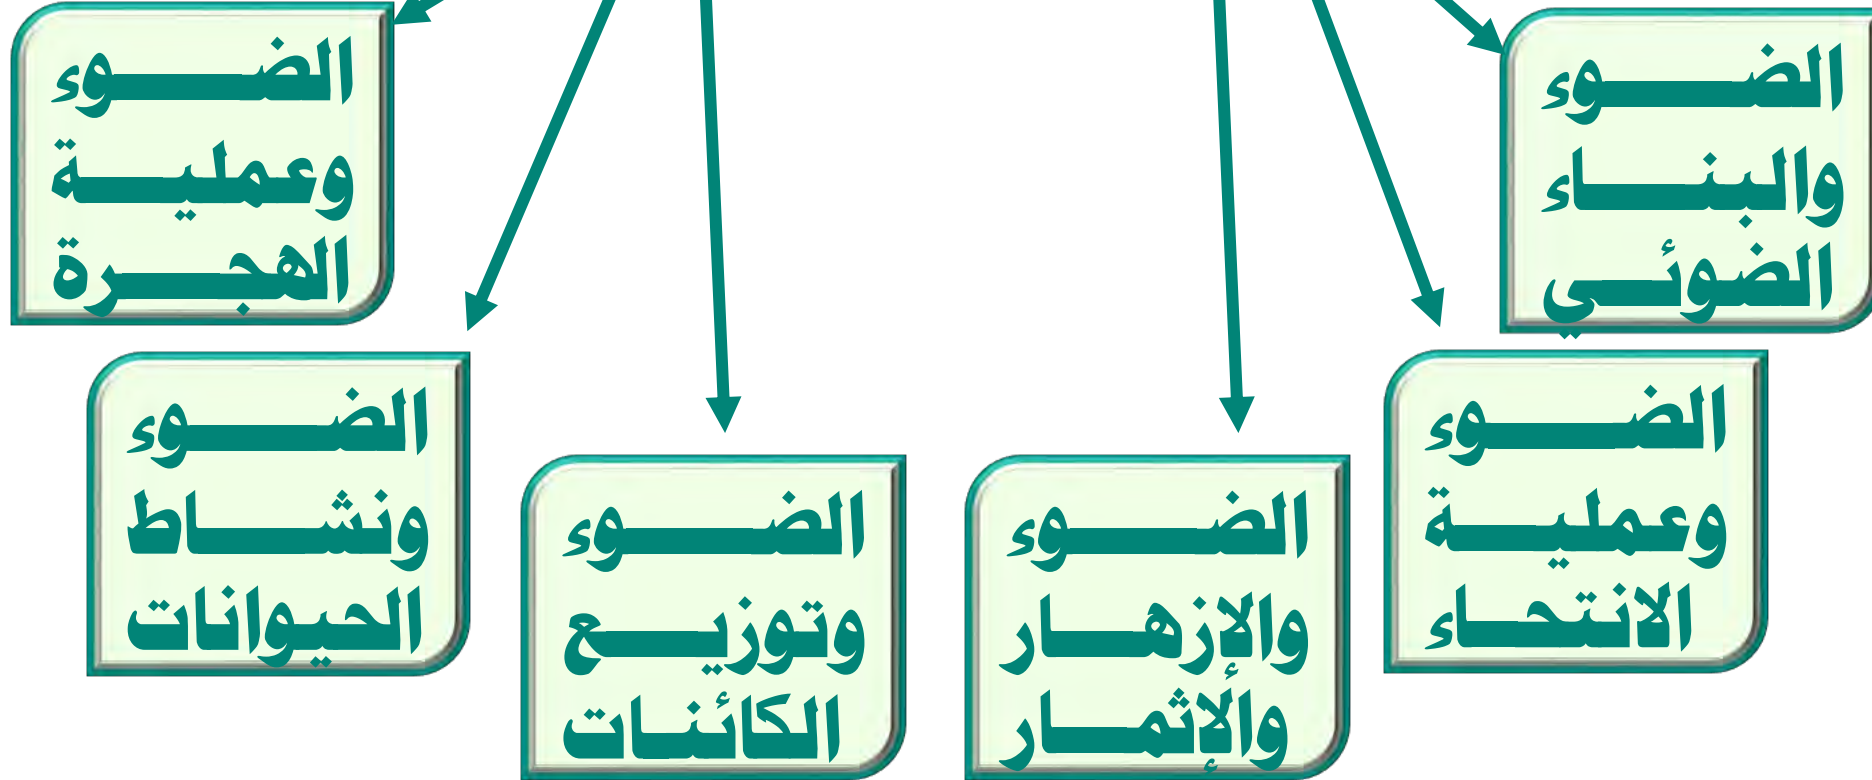 الضوء
والبناء
الضوئي
الضوء
وعملية
الانتحاء
الضوء
والإزهار
والإثمار
الضوء
وتوزيع
الكائنات
الضوء
ونشاط
الحيوانات
الضوء
وعملية
الهجرة